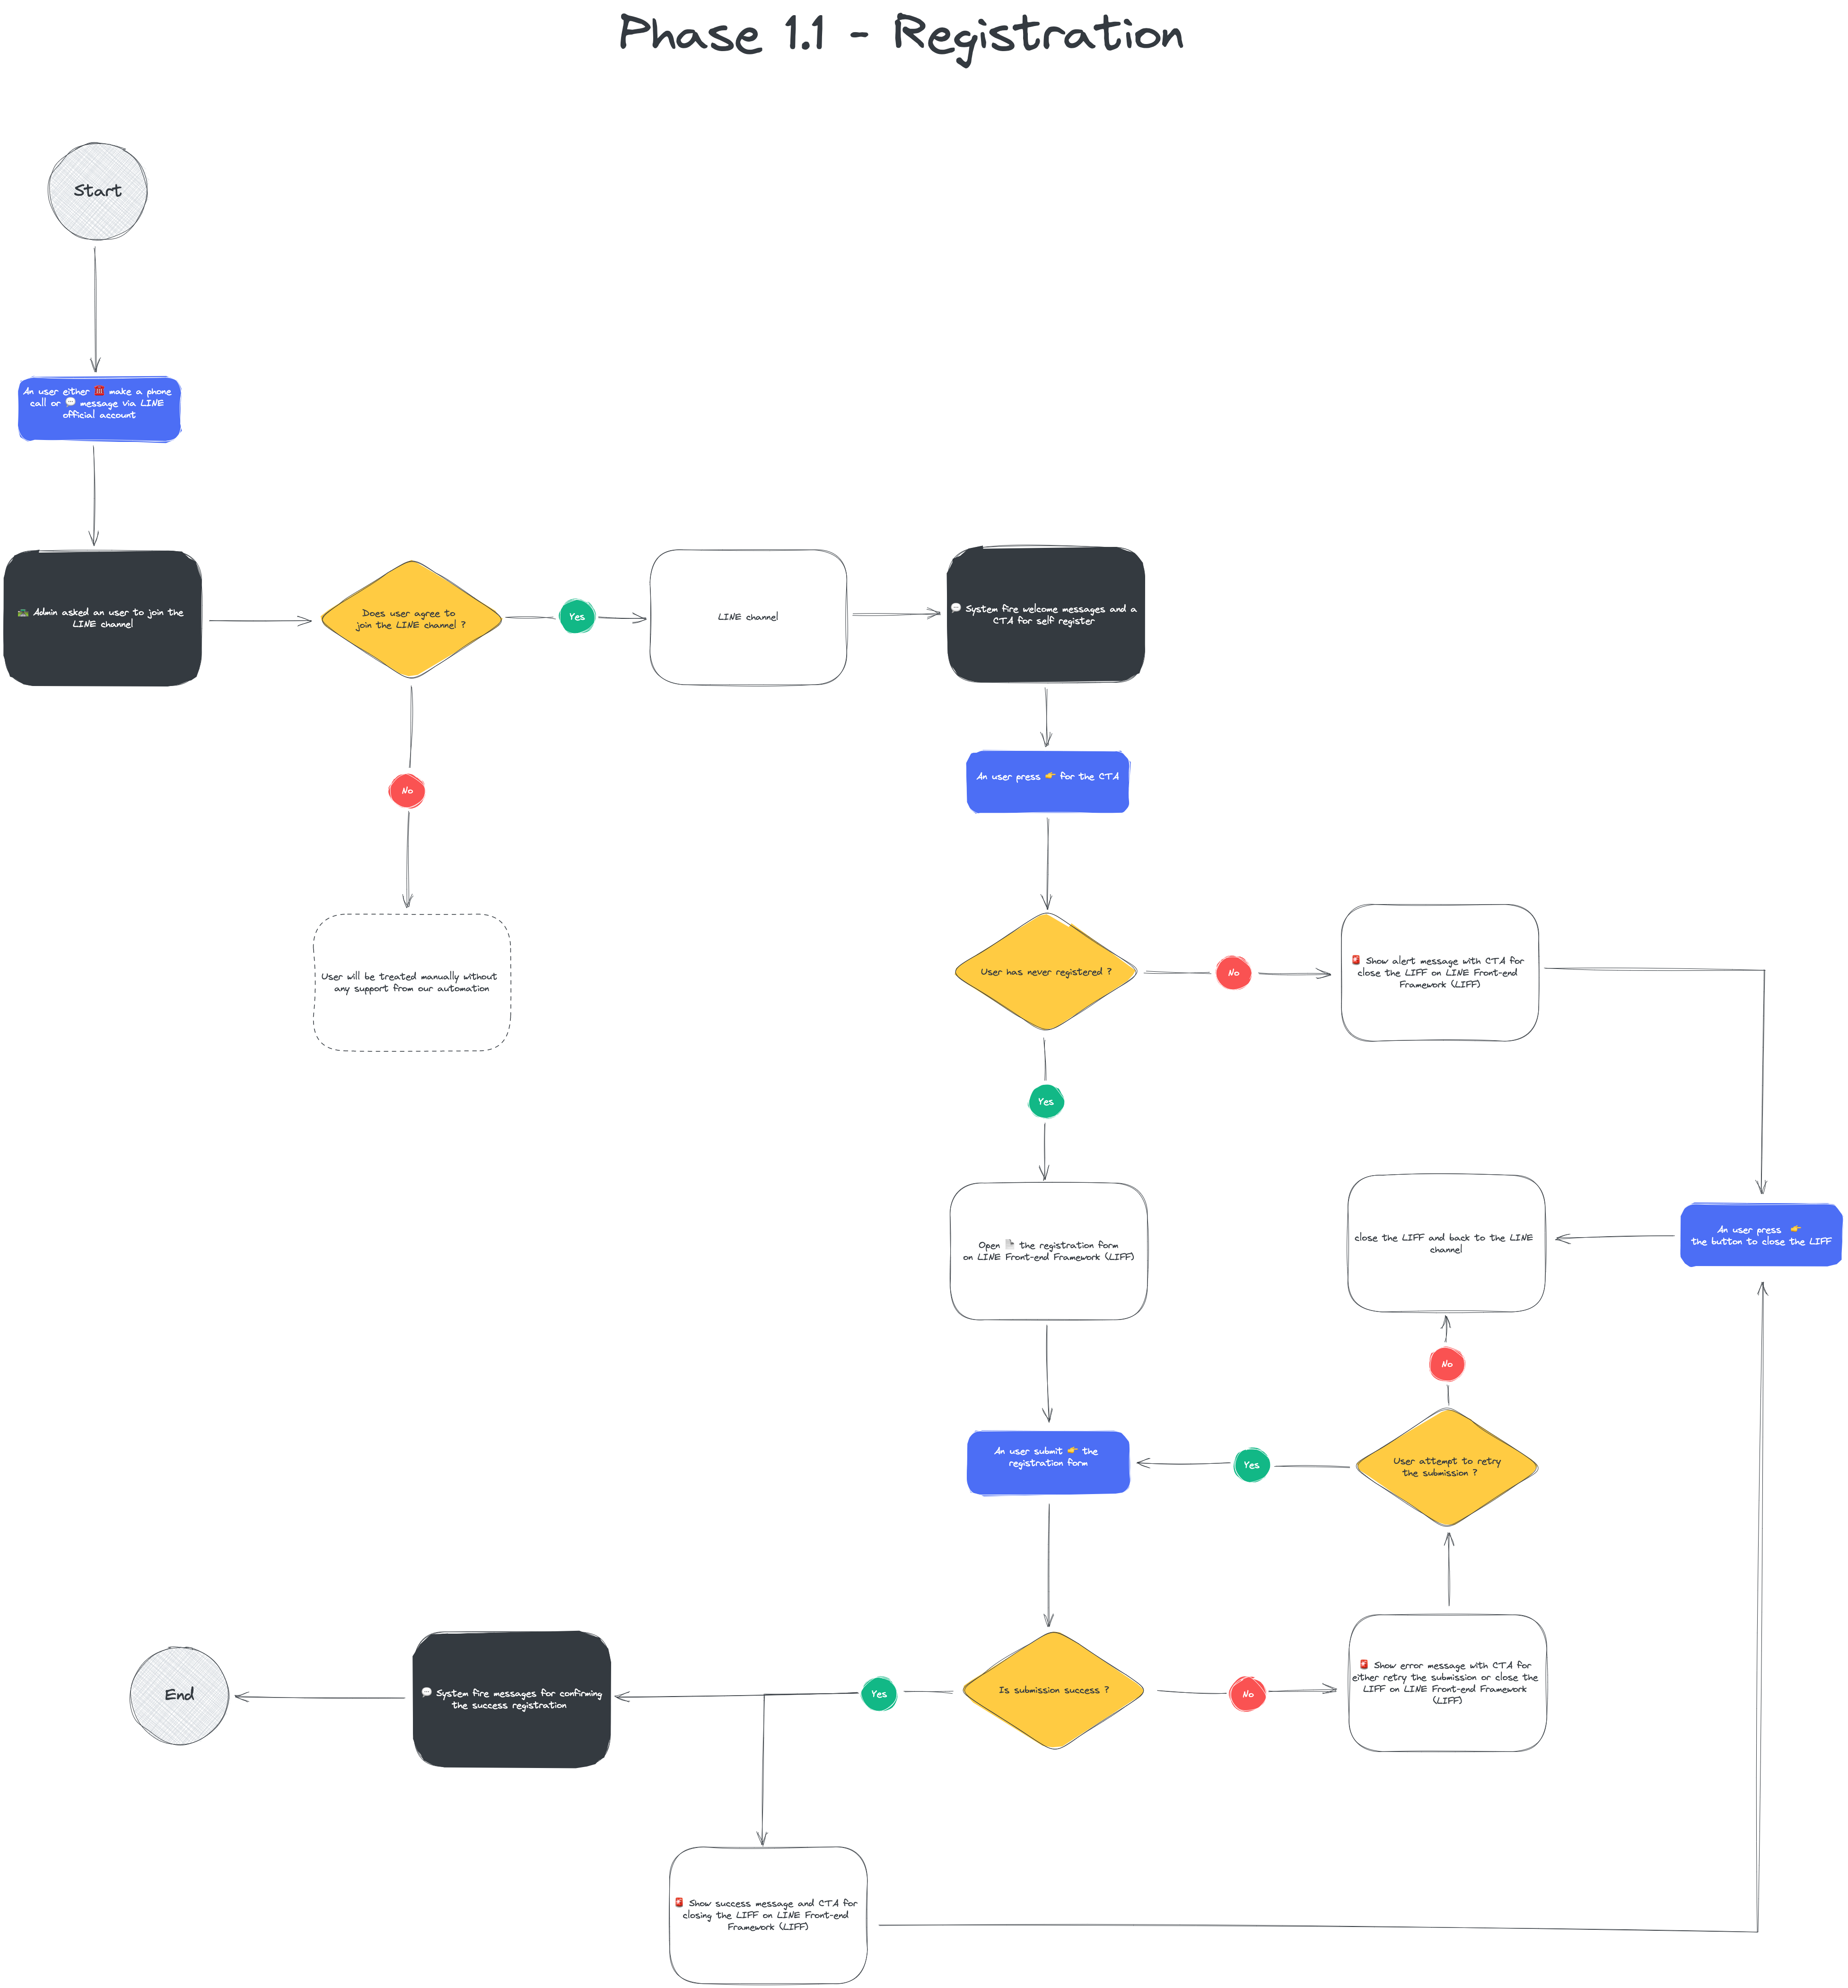 Phase 1.1 - Registration
Start
An user either ☎️ make a phone
call or 💬 message via LINE
official account
Admin asked an user to join the
LINE channel
Does user agree to
join the LINE channel ?
Yes
LINE channel
💬 System fire welcome messages and a
CTA for self register
No
An user press 👉 for the CTA
User will be treated manually without
any support from our automation
User has never registered ?
No
🚨 Show alert message with CTA for
close the LIFF on LINE Front-end
Framework (LIFF)
Yes
Open 📄 the registration form
on LINE Front-end Framework (LIFF)
close the LIFF and back to the LINE
channel
An user press 👉
the button to close the LIFF
No
An user submit 👉 the
registration form
Yes
User attempt to retry
the submission ?
End
💬 System fire messages for confirming
the success registration
Yes
Is submission success ?
No
🚨 Show error message with CTA for
either retry the submission or close the
LIFF on LINE Front-end Framework
(LIFF)
🚨 Show success message and CTA for
closing the LIFF on LINE Front-end
Framework (LIFF)